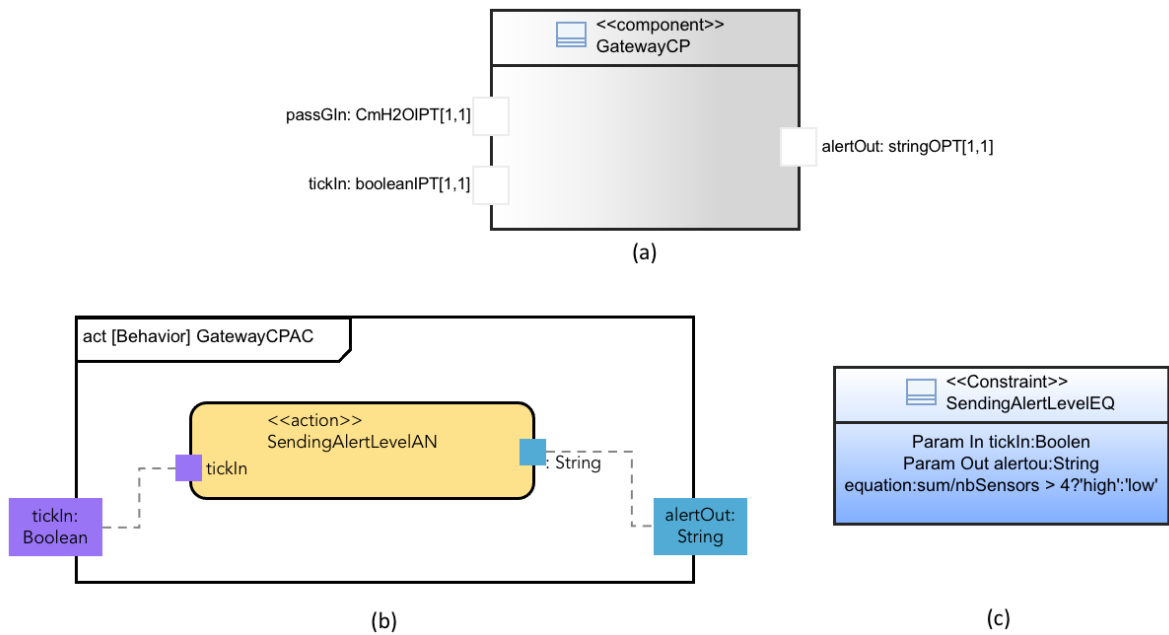 <<component>>
GatewayCP
passGIn: CmH2OIPT[1,1]
tickIn: booleanIPT[1,1]
alertOut: stringOPT[1,1]
(a)
act [Behavior] GatewayCPAC
<<action>>
SendingAlertLevelAN
tickIn
: String
tickIn:
Boolean
alertOut:
String
(b)
<<Constraint>>
SendingAlertLevelEQ
Param In tickIn:Boolen
Param Out alertou:String
equation:sum/nbSensors > 4?'high':'low'
(c)